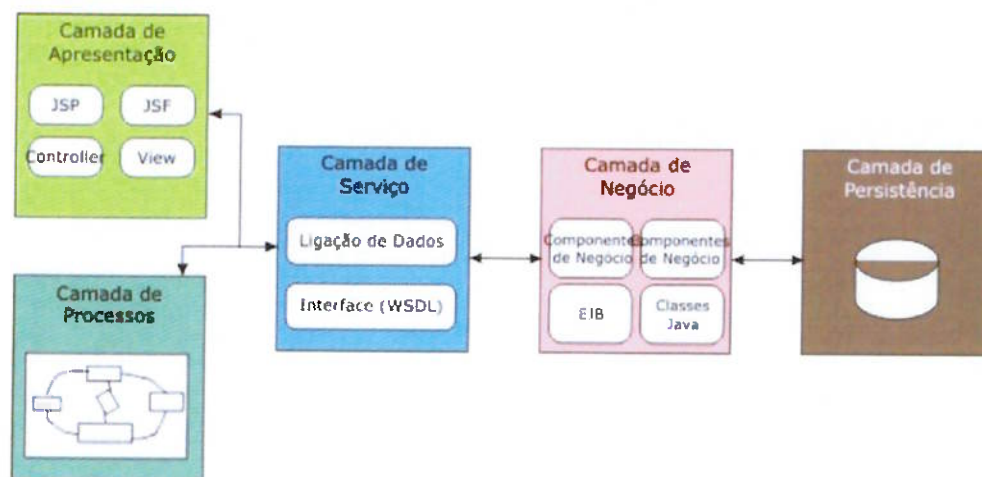 Camada de
Apresentação
JSP
JSF
Controller
View
Camada de
Processos
Camada de
Serviço
Ligação de Dados
Interface (WSDL)
Camada de
Negócio
Componentes
de Negócio
Componentes
de Negócio
EJB
Classes
Java
Camada de
Persistência